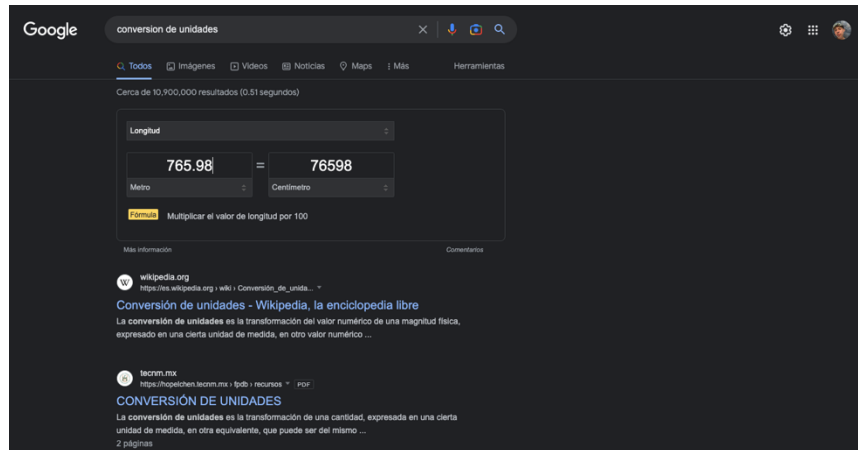 Google
conversion de unidades
Todos Imágenes Videos Noticias Maps Más Herramientas
Cerca de 10,900,000 resultados (0.51 segundos)
Longitud
765.98 = 76598
Metro Centímetro
Fórmula Multiplicar el valor de longitud por 100
Más información Comentarios
W wikipedia.org
https://es.wikipedia.org › wiki › Conversión_de_unida...
Conversión de unidades - Wikipedia, la enciclopedia libre
La conversión de unidades es la transformación del valor numérico de una magnitud física,
expresado en una cierta unidad de medida, en otro valor numérico ...
tecnm.mx
https://hopelchen.tecnm.mx › fpdb › recursos PDF
CONVERSIÓN DE UNIDADES
La conversión de unidades es la transformación de una cantidad, expresada en una cierta
unidad de medida, en otra equivalente, que puede ser del mismo ...
2 páginas